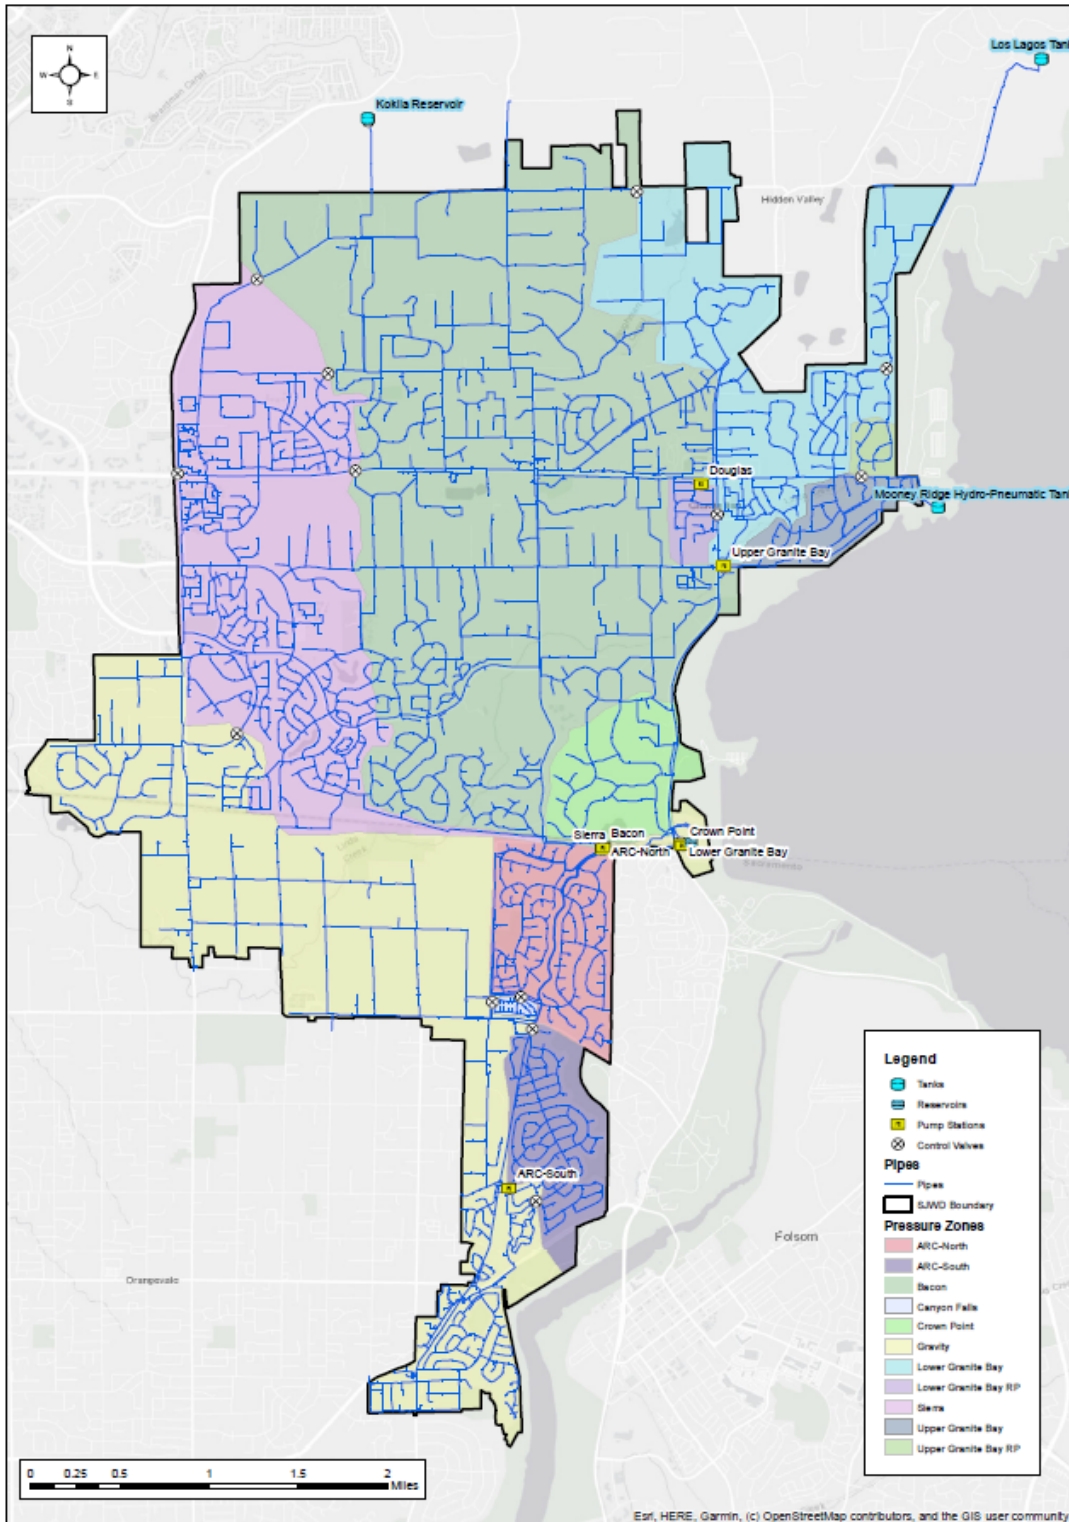 N
W E
S
Los Lagos Tank
Kokila Reservoir
Hidden Valley
Douglas
Mooney Ridge Hydro-Pneumatic Tank
Upper Granite Bay
Sierra Bacon
Crown Point
ARC-North
Lower Granite Bay
ARC-South
Folsom
Orangevale
Legend
Tanks
Reservoirs
Pump Stations
Control Valves
Pipes
Pipes
SJWD Boundary
Pressure Zones
ARC-North
ARC-South
Bacon
Canyon Falls
Crown Point
Gravity
Lower Granite Bay
Lower Granite Bay RP
Sierra
Upper Granite Bay
Upper Granite Bay RP
0 0.25 0.5 1 1.5 2
Miles
Esri, HERE, Garmin, (c) OpenStreetMap contributors, and the GIS user community